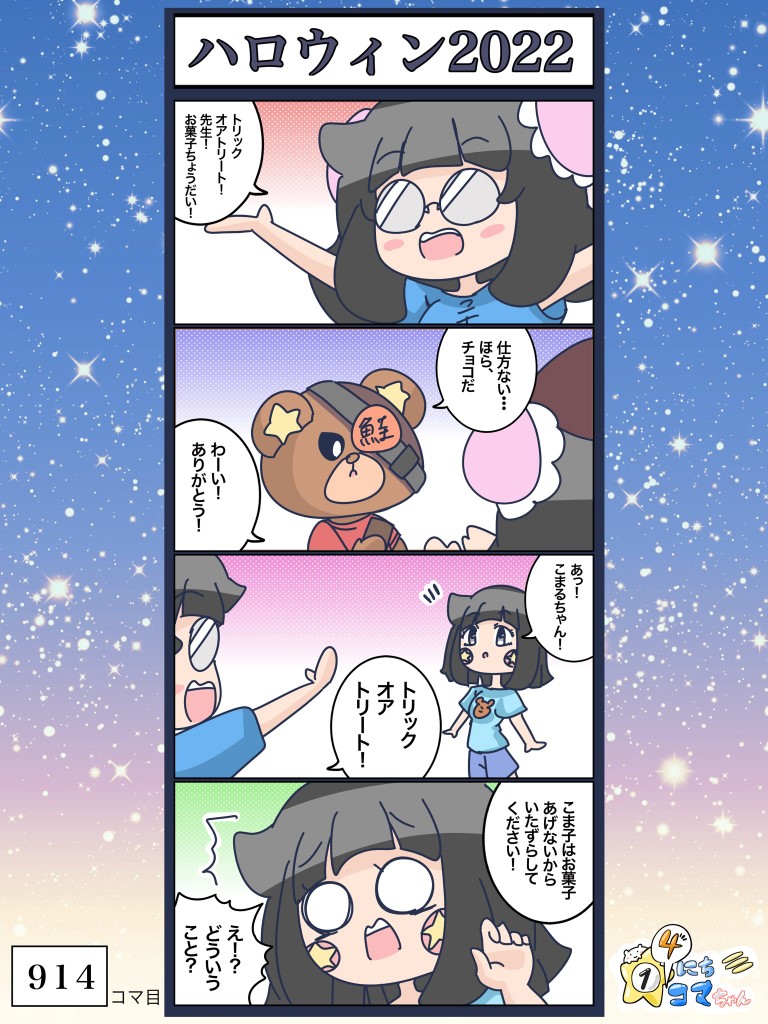 ハロウィン2022
トリック
オアトリート！
先生！
お菓子ちょうだい！
仕方ない…
ほら、
チョコだ
鮭
わーい！
ありがとう！
あっ！
こまるちゃん！
トリック
オア
トリート！
こま子はお菓子
あげないから
いたずらして
ください！
えー！？
どういう
こと？
914
コマ目
1
にち
4
コマ
ちゃん